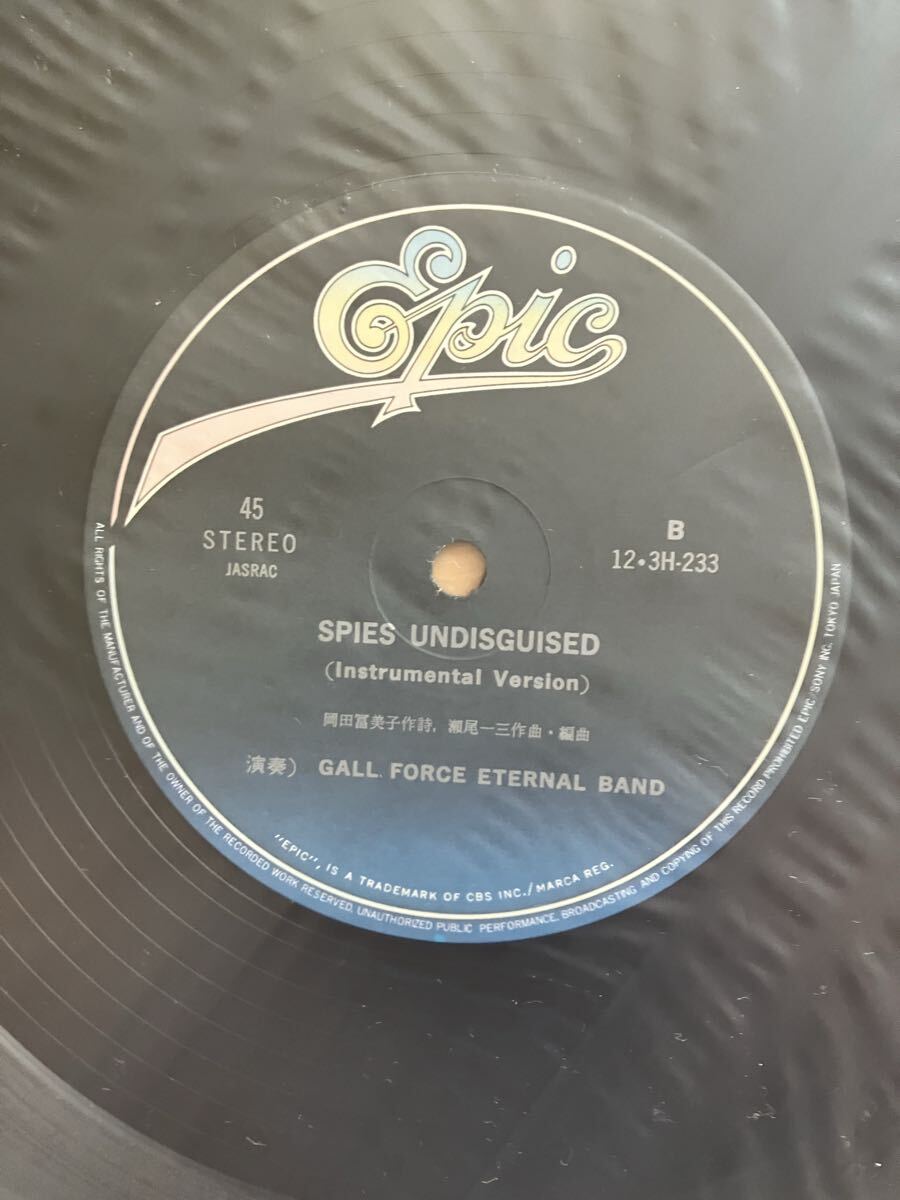 Epic
45
STEREO
JASRAC
B
12・3H-233
SPIES UNDISGUISED
(Instrumental Version)
岡田冨美子作詩, 瀬尾一三作曲・編曲
演奏) GALL FORCE ETERNAL BAND
"EPIC", IS A TRADEMARK OF CBS INC./MARCA REG.
ALL RIGHTS OF THE MANUFACTURER AND OF THE OWNER OF THE RECORDED WORK RESERVED. UNAUTHORIZED PUBLIC PERFORMANCE, BROADCASTING AND COPYING OF THIS RECORD PROHIBITED EPIC/SONY INC. TOKYO JAPAN